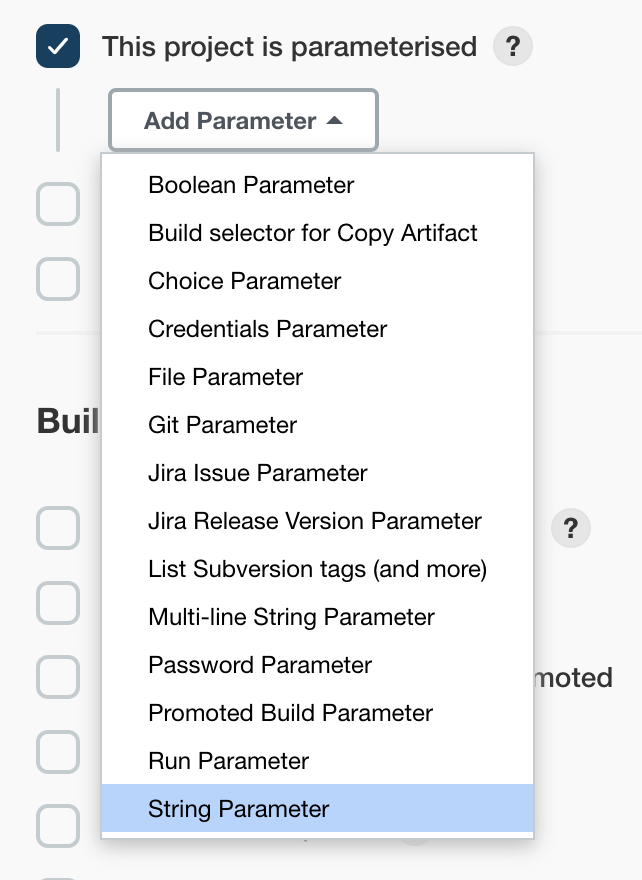 This project is parameterised ?
Add Parameter
Boolean Parameter
Build selector for Copy Artifact
Choice Parameter
Credentials Parameter
File Parameter
Buil
Git Parameter
Jira Issue Parameter
Jira Release Version Parameter
?
List Subversion tags (and more)
Multi-line String Parameter
Password Parameter
moted
Promoted Build Parameter
Run Parameter
String Parameter